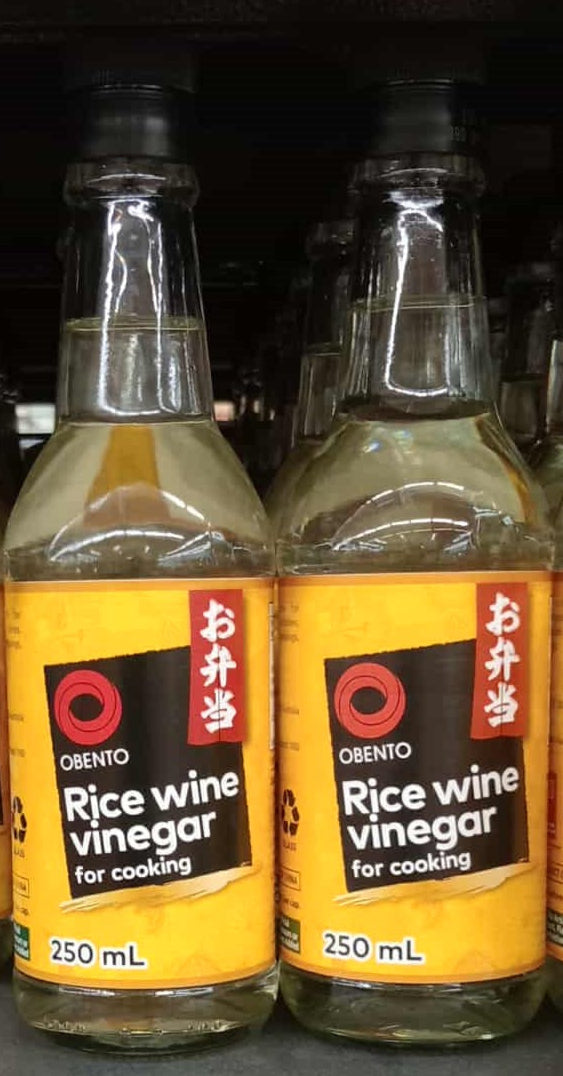 お弁当
OBENTO
Rice wine
vinegar
for cooking
250 mL
お弁当
OBENTO
Rice wine
vinegar
for cooking
250 mL